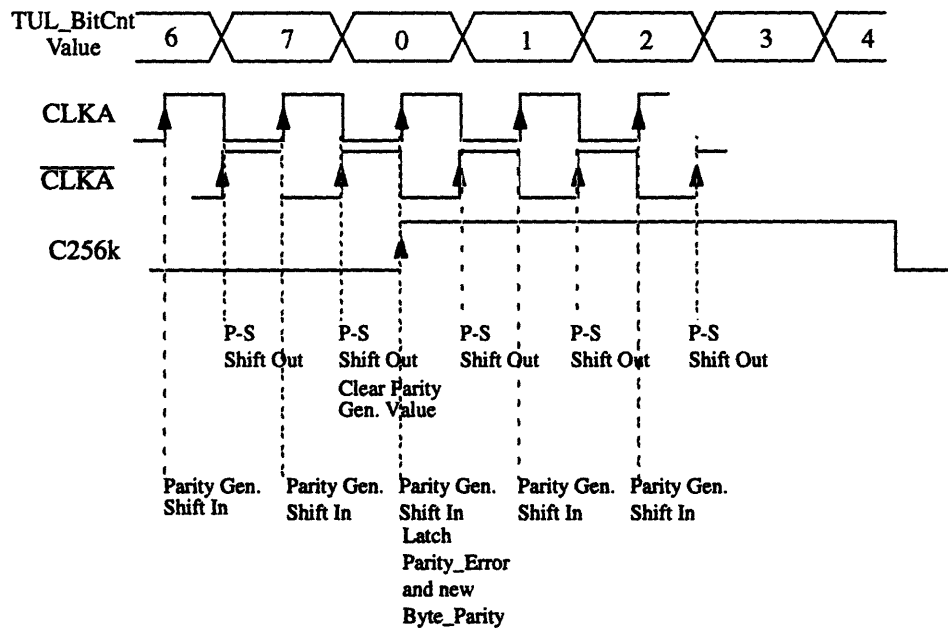 TUL_BitCnt
Value
6 7 0 1 2 3 4
CLKA
CLKA
C256k
P-S
Shift Out
P-S
Shift Out
Clear Parity
Gen. Value
P-S
Shift Out
P-S
Shift Out
P-S
Shift Out
Parity Gen.
Shift In
Parity Gen.
Shift In
Parity Gen.
Shift In
Latch
Parity_Error
and new
Byte_Parity
Parity Gen.
Shift In
Parity Gen.
Shift In